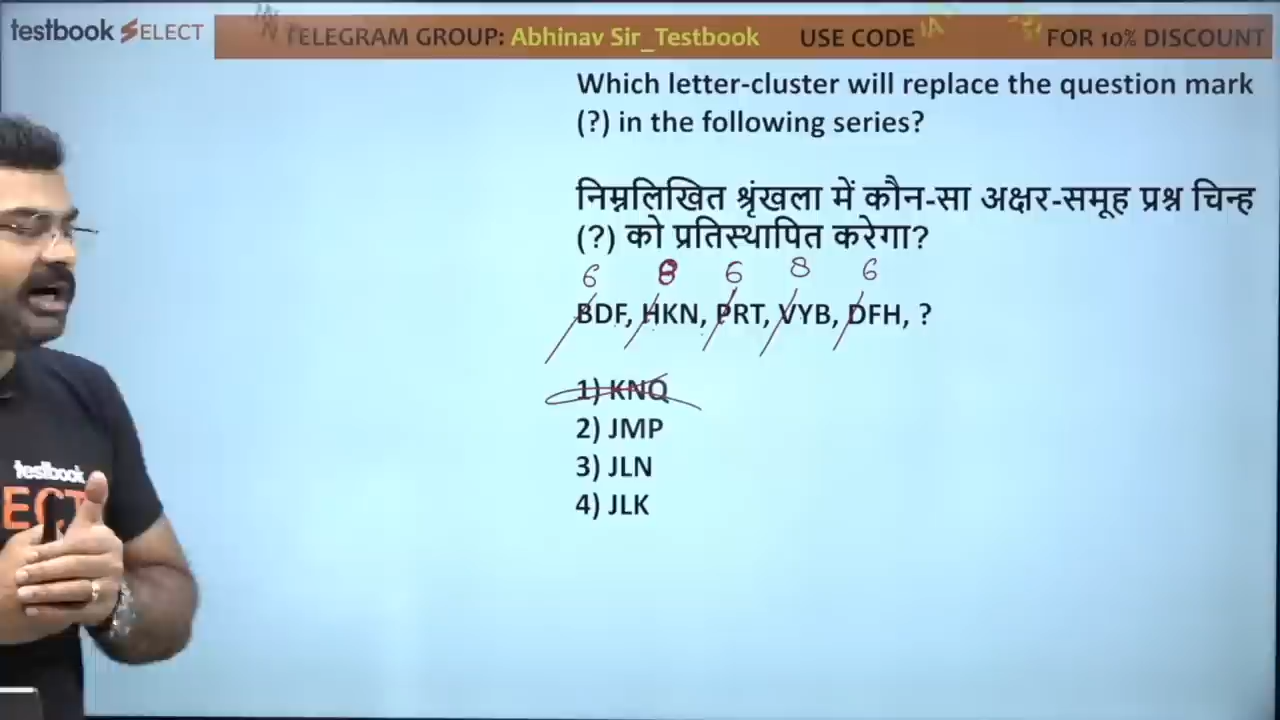 testbook SELECT
TELEGRAM GROUP: Abhinav Sir_Testbook USE CODE FOR 10% DISCOUNT
Which letter-cluster will replace the question mark
(?) in the following series?
निम्नलिखित श्रृंखला में कौन-सा अक्षर-समूह प्रश्न चिन्ह
(?) को प्रतिस्थापित करेगा?
6 8 6 8 6
BDF, HKN, PRT, VYB, DFH, ?
1) KNQ
2) JMP
3) JLN
4) JLK
testbook
ECT